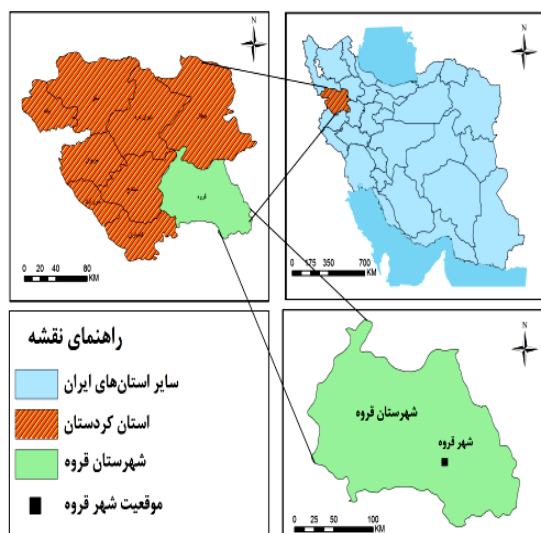 N
قروه
0 20 40 80
KM
N
0 175 350 700
KM
راهنمای نقشه
سایر استان‌های ایران
استان کردستان
شهرستان قروه
موقعیت شهر قروه
N
شهرستان قروه
شهر قروه
0 25 50 100
KM